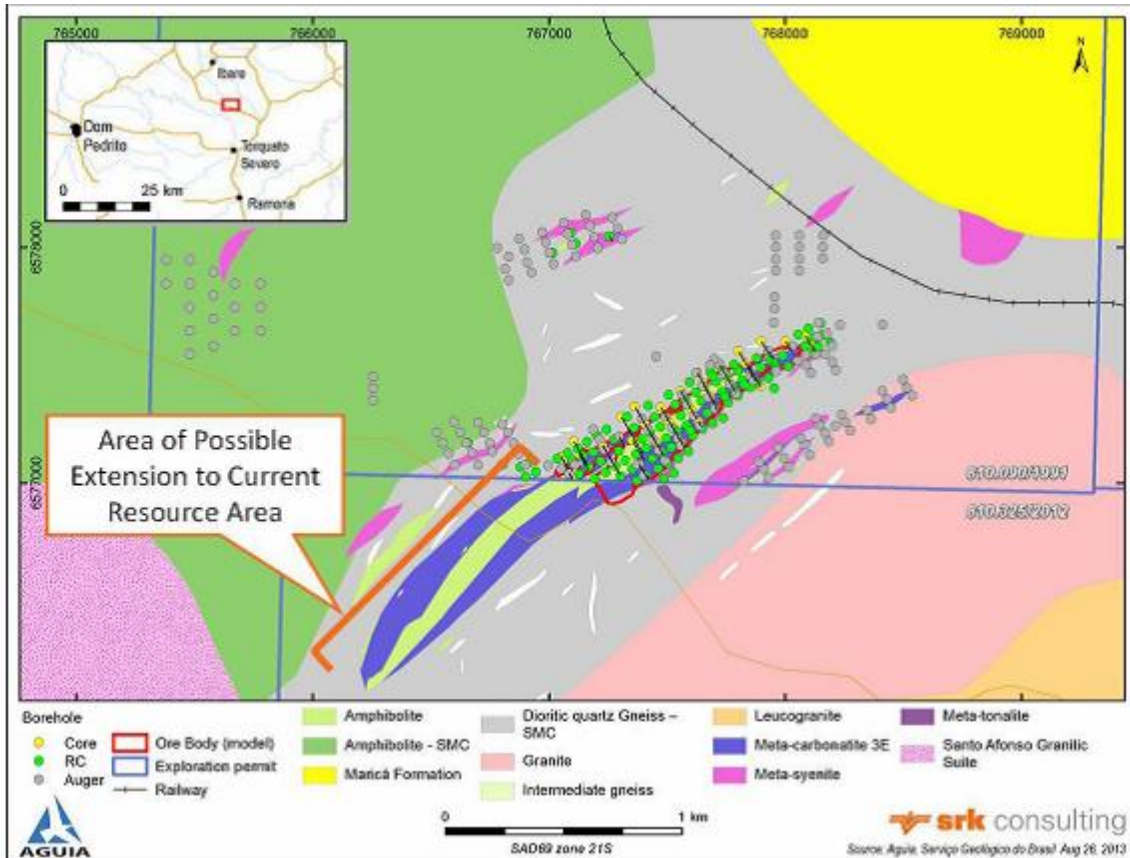 765000
766000
767000
768000
769000
N
Ibare
Dom
Pedrito
Torquato
Severo
Ramona
0 25 km
6578000
6577000
Area of Possible
Extension to Current
Resource Area
810.090/1991
810.325/2012
Borehole
Core
RC
Auger
Ore Body (model)
Exploration permit
Railway
Amphibolite
Amphibolite - SMC
Maricá Formation
Dioritic quartz Gneiss –
SMC
Granite
Intermediate gneiss
Leucogranite
Meta-carbonatite 3E
Meta-syenite
Meta-tonalite
Santo Afonso Granitic
Suite
AGUIA
0 1 km
SAD69 zone 21S
srk consulting
Source: Aguia, Serviço Geológico do Brasil Aug 26, 2013